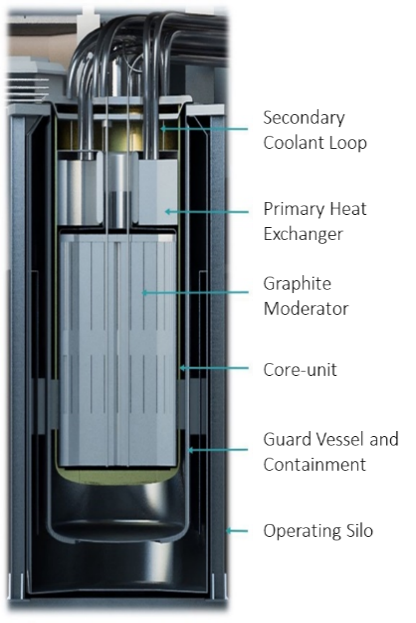 Secondary
Coolant Loop
Primary Heat
Exchanger
Graphite
Moderator
Core-unit
Guard Vessel and
Containment
Operating Silo